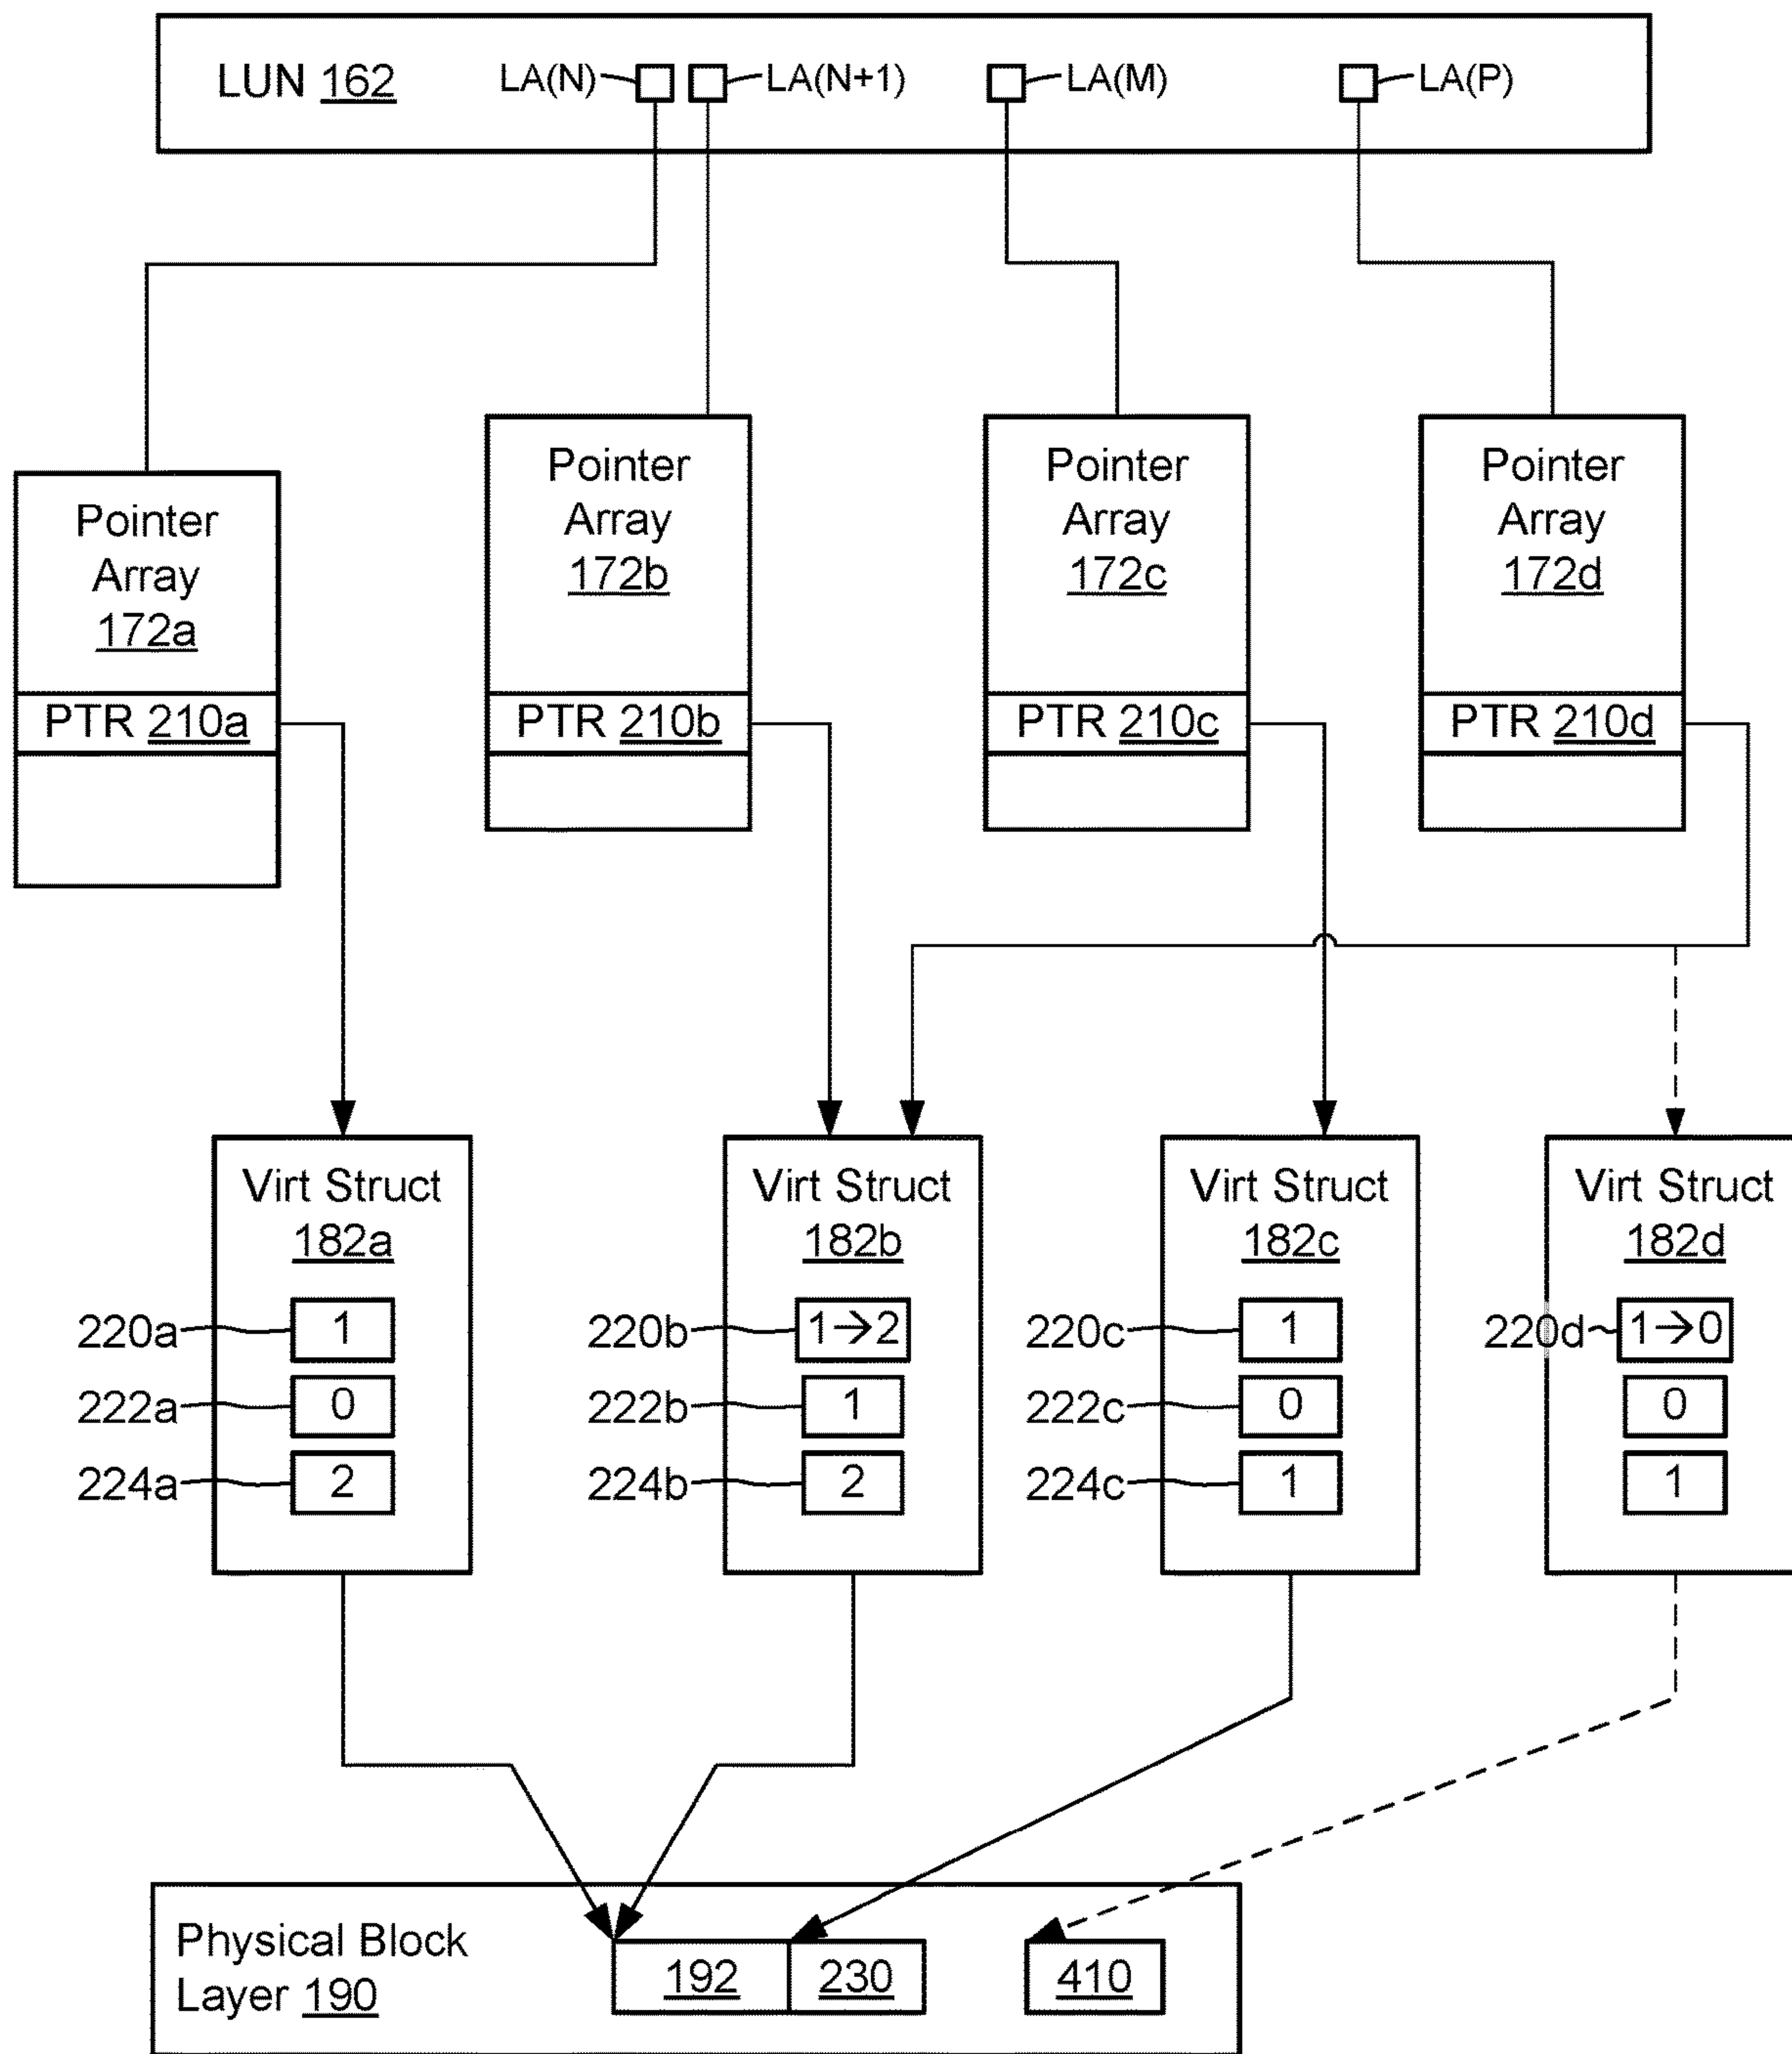 LUN 162 LA(N) LA(N+1) LA(M) LA(P)
Pointer
Array
172a
PTR 210a
Pointer
Array
172b
PTR 210b
Pointer
Array
172c
PTR 210c
Pointer
Array
172d
PTR 210d
Virt Struct
182a
220a 1
222a 0
224a 2
Virt Struct
182b
220b 1→2
222b 1
224b 2
Virt Struct
182c
220c 1
222c 0
224c 1
Virt Struct
182d
220d 1→0
0
1
Physical Block
Layer 190
192 230 410